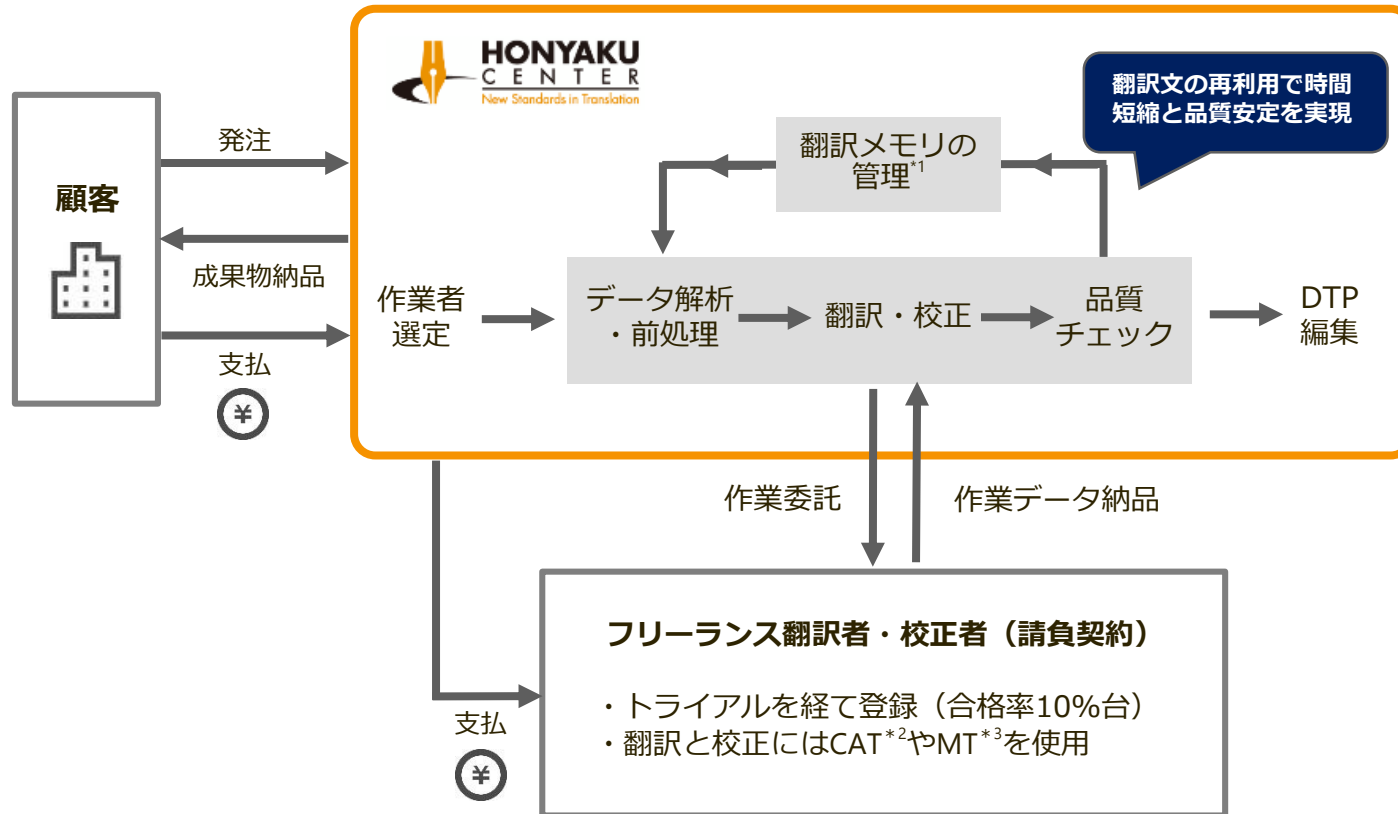 HONYAKU
CENTER
New Standards in Translation
翻訳文の再利用で時間
短縮と品質安定を実現
発注
顧客
成果物納品
支払
¥
翻訳メモリの
管理*1
作業者
選定
データ解析
・前処理
翻訳・校正
品質
チェック
DTP
編集
作業委託
作業データ納品
支払
¥
フリーランス翻訳者・校正者（請負契約）
・トライアルを経て登録（合格率10%台）
・翻訳と校正にはCAT*2やMT*3を使用